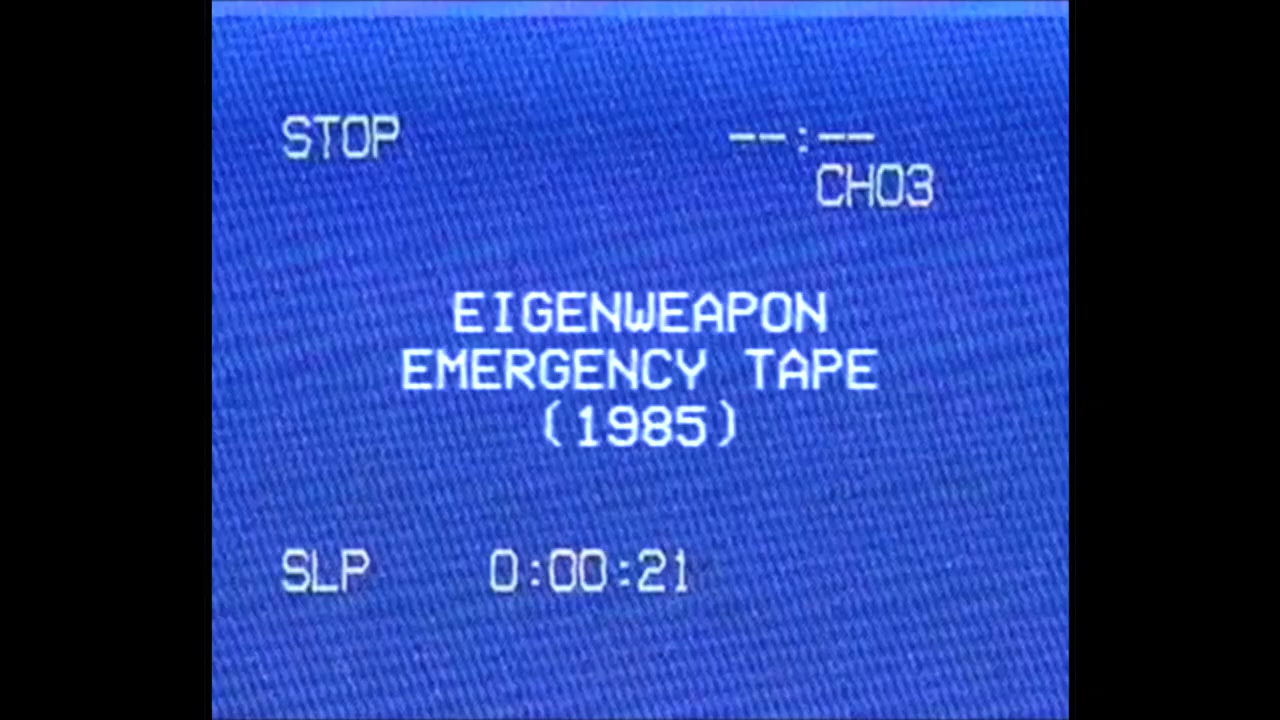 STOP --:--
CH03
EIGENWEAPON
EMERGENCY TAPE
(1985)
SLP 0:00:21